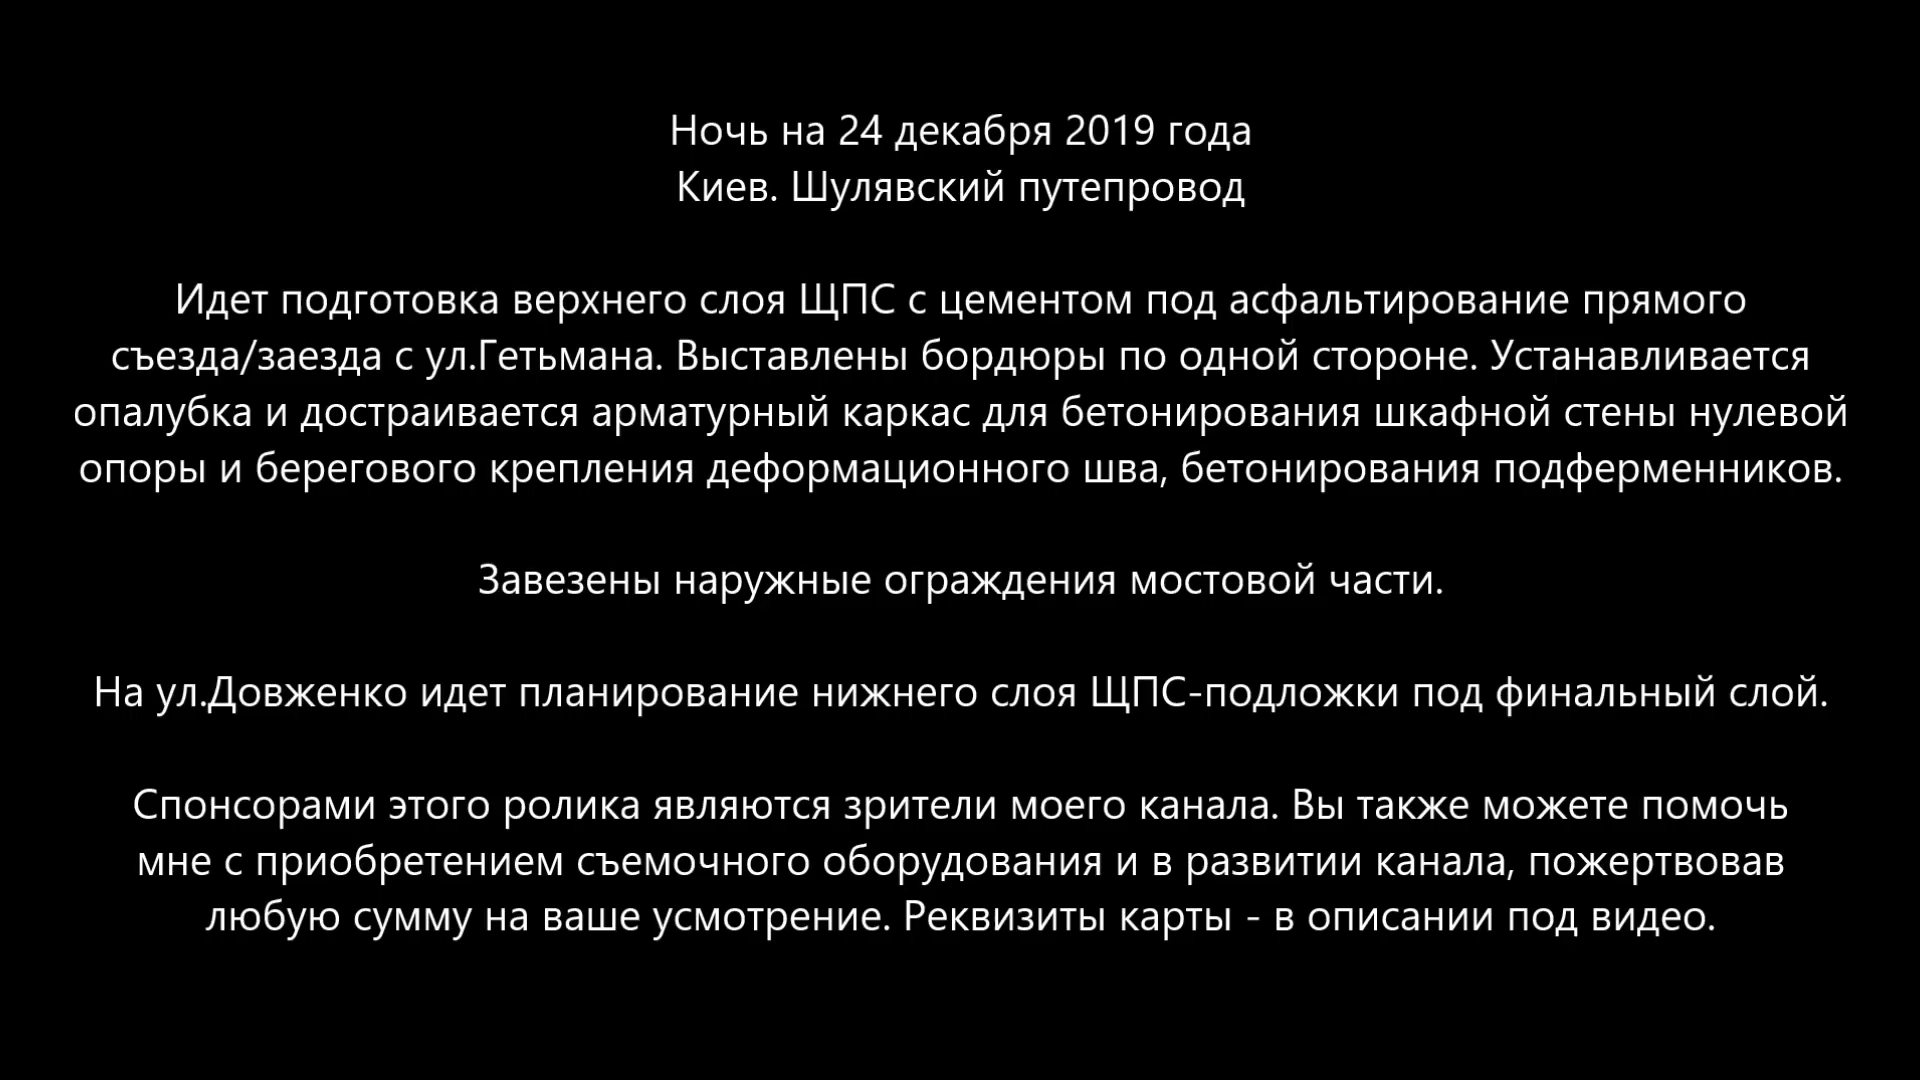 Ночь на 24 декабря 2019 года
Киев. Шулявский путепровод
Идет подготовка верхнего слоя ЩПС с цементом под асфальтирование прямого
съезда/заезда с ул.Гетьмана. Выставлены бордюры по одной стороне. Устанавливается
опалубка и достраивается арматурный каркас для бетонирования шкафной стены нулевой
опоры и берегового крепления деформационного шва, бетонирования подферменников.
Завезены наружные ограждения мостовой части.
На ул.Довженко идет планирование нижнего слоя ЩПС-подложки под финальный слой.
Спонсорами этого ролика являются зрители моего канала. Вы также можете помочь
мне с приобретением съемочного оборудования и в развитии канала, пожертвовав
любую сумму на ваше усмотрение. Реквизиты карты - в описании под видео.